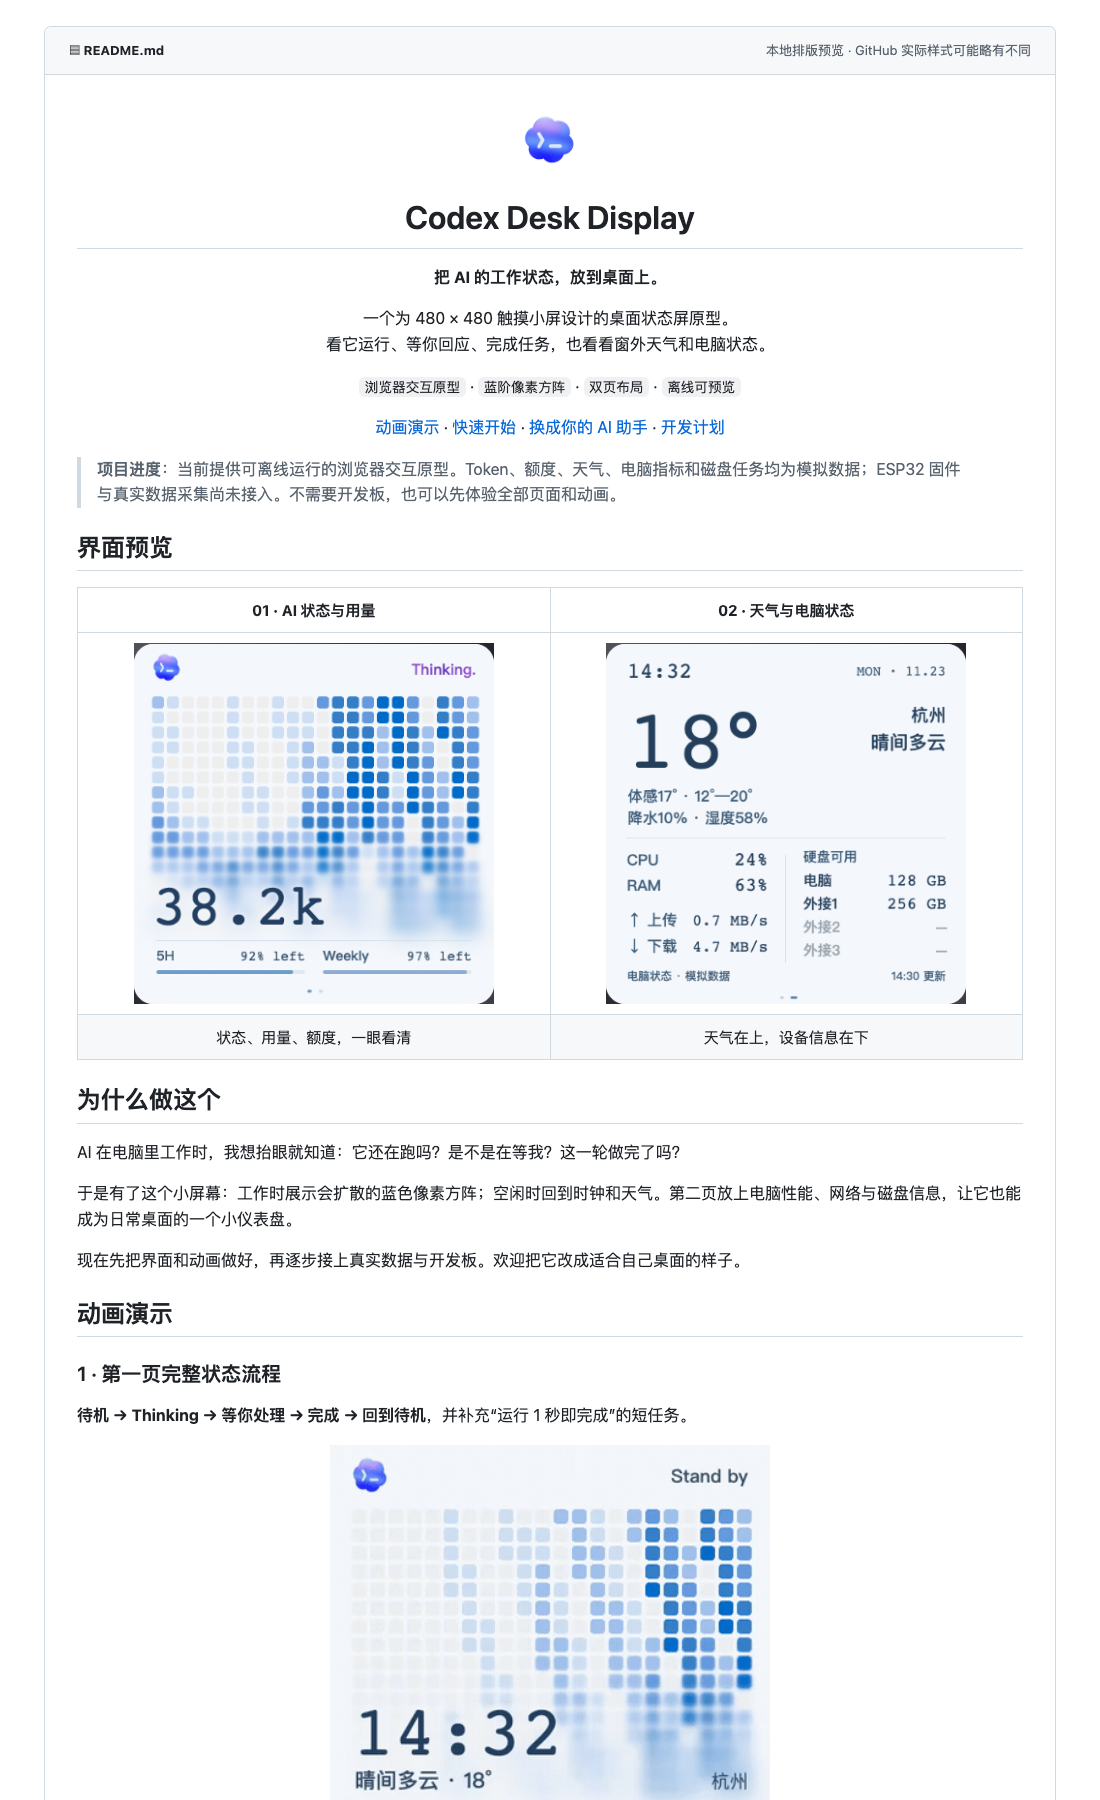 README.md
本地排版预览 · GitHub 实际样式可能略有不同
Codex Desk Display
把 AI 的工作状态，放到桌面上。
一个为 480 × 480 触摸小屏设计的桌面状态屏原型。
看它运行、等你回应、完成任务，也看看窗外天气和电脑状态。
浏览器交互原型 · 蓝阶像素方阵 · 双页布局 · 离线可预览
动画演示 · 快速开始 · 换成你的 AI 助手 · 开发计划
项目进度：当前提供可离线运行的浏览器交互原型。Token、额度、天气、电脑指标和磁盘任务均为模拟数据；ESP32 固件
与真实数据采集尚未接入。不需要开发板，也可以先体验全部页面和动画。
界面预览
01 · AI 状态与用量
02 · 天气与电脑状态
Thinking.
38.2k
5H 92% left Weekly 97% left
14:32 MON · 11.23
18° 杭州
晴间多云
体感17° · 12°—20°
降水10% · 湿度58%
CPU 24%
RAM 63%
↑ 上传 0.7 MB/s
↓ 下载 4.7 MB/s
硬盘可用
电脑 128 GB
外接1 256 GB
外接2 —
外接3 —
电脑状态 · 模拟数据 14:30 更新
状态、用量、额度，一眼看清
天气在上，设备信息在下
为什么做这个
AI 在电脑里工作时，我想抬眼就知道：它还在跑吗？是不是在等我？这一轮做完了吗？
于是有了这个小屏幕：工作时展示会扩散的蓝色像素方阵；空闲时回到时钟和天气。第二页放上电脑性能、网络与磁盘信息，让它也能
成为日常桌面的一个小仪表盘。
现在先把界面和动画做好，再逐步接上真实数据与开发板。欢迎把它改成适合自己桌面的样子。
动画演示
1 · 第一页完整状态流程
待机 → Thinking → 等你处理 → 完成 → 回到待机，并补充“运行 1 秒即完成”的短任务。
Stand by
14:32
晴间多云 · 18° 杭州